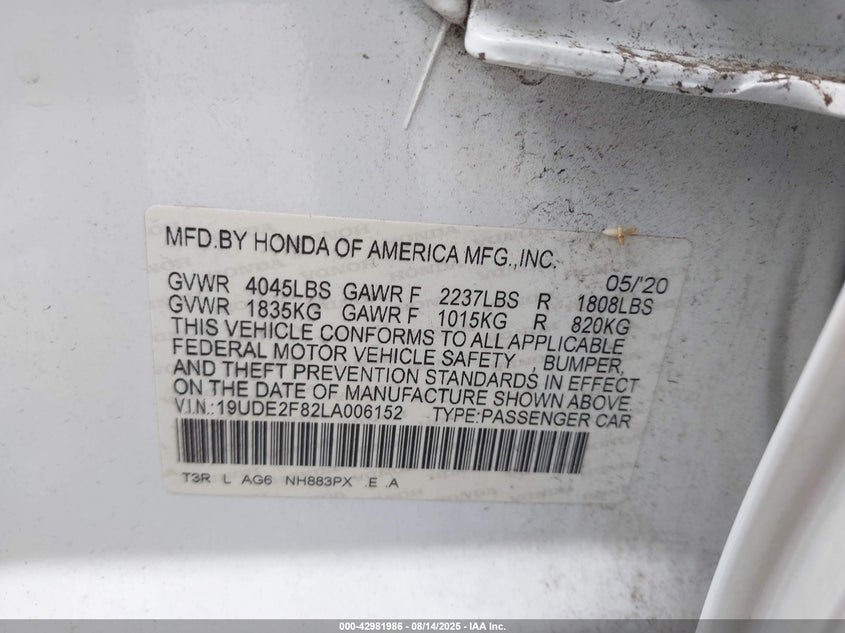 MFD.BY HONDA OF AMERICA MFG.,INC.
05/'20
GVWR 4045LBS GAWR F 2237LBS R 1808LBS
GVWR 1835KG GAWR F 1015KG R 820KG
THIS VEHICLE CONFORMS TO ALL APPLICABLE
FEDERAL MOTOR VEHICLE SAFETY , BUMPER,
AND THEFT PREVENTION STANDARDS IN EFFECT
ON THE DATE OF MANUFACTURE SHOWN ABOVE.
V.I.N.:19UDE2F82LA006152 TYPE:PASSENGER CAR
T3R L AG6 NH883PX .E .A
000-42981986 - 08/14/2025 - IAA Inc.